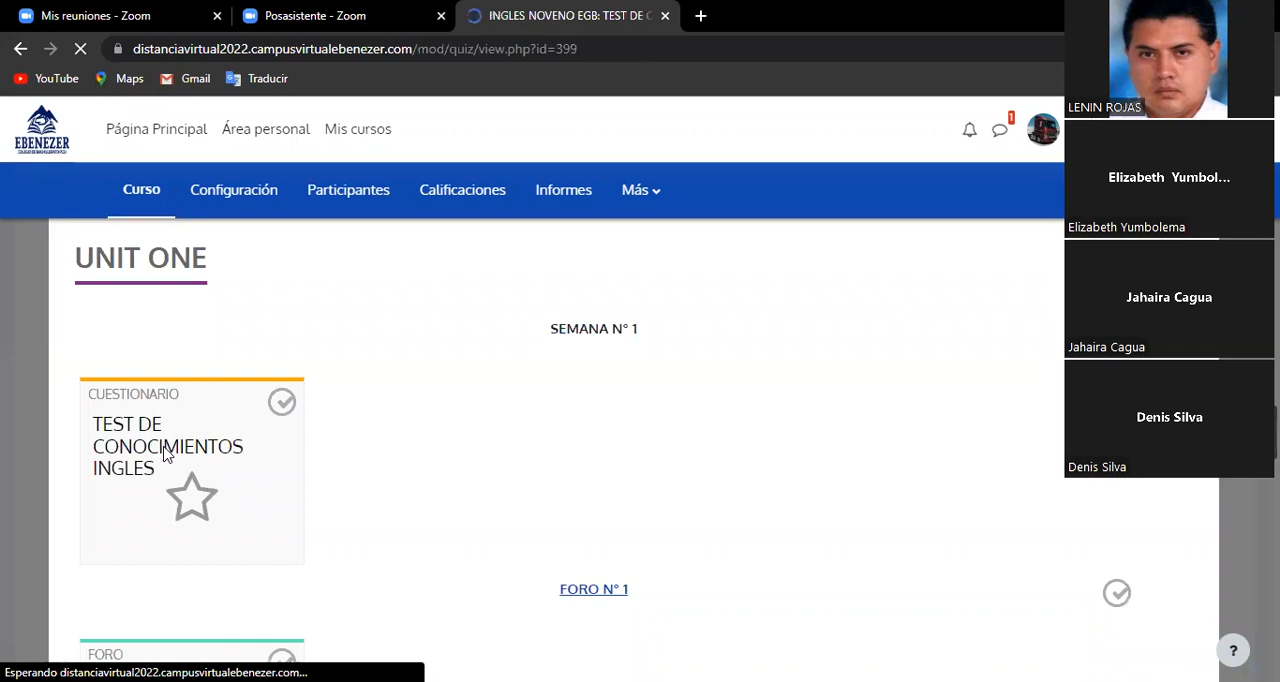 Mis reuniones - Zoom
Posasistente - Zoom
INGLES NOVENO EGB: TEST DE C
distanciavirtual2022.campusvirtualebenezer.com/mod/quiz/view.php?id=399
YouTube
Maps
Gmail
Traducir
EBENEZER
Página Principal
Área personal
Mis cursos
1
Curso
Configuración
Participantes
Calificaciones
Informes
Más
UNIT ONE
SEMANA N° 1
CUESTIONARIO
TEST DE
CONOCIMIENTOS
INGLES
FORO N° 1
FORO
?
Esperando distanciavirtual2022.campusvirtualebenezer.com...
LENIN ROJAS
Elizabeth Yumbol...
Elizabeth Yumbolema
Jahaira Cagua
Jahaira Cagua
Denis Silva
Denis Silva